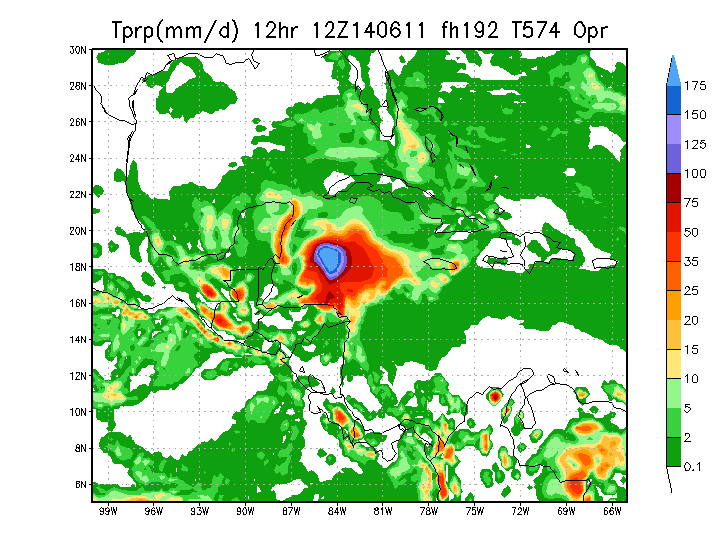 Tprp(mm/d) 12hr 12Z140611 fh192 T574 Opr
30N
28N
26N
24N
22N
20N
18N
16N
14N
12N
10N
8N
6N
99W 96W 93W 90W 87W 84W 81W 78W 75W 72W 69W 66W
175
150
125
100
75
50
35
25
20
15
10
5
2
0.1